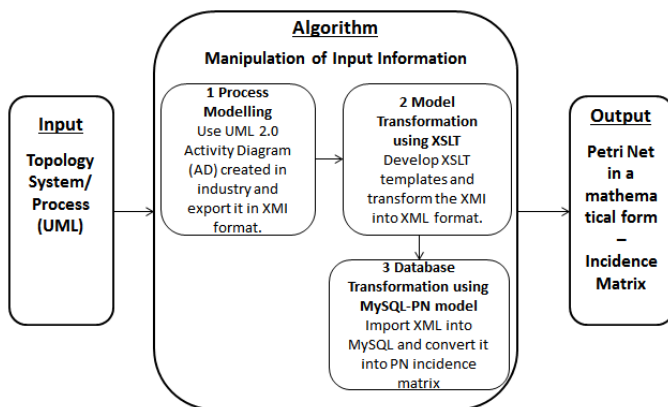 Algorithm
Manipulation of Input Information
Input
Topology
System/
Process
(UML)
1 Process
Modelling
Use UML 2.0
Activity Diagram
(AD) created in
industry and
export it in XMI
format.
2 Model
Transformation
using XSLT
Develop XSLT
templates and
transform the XMI
into XML format.
3 Database
Transformation using
MySQL-PN model
Import XML into
MySQL and convert it
into PN incidence
matrix
Output
Petri Net
in a
mathema
tical form
–
Incidence
Matrix